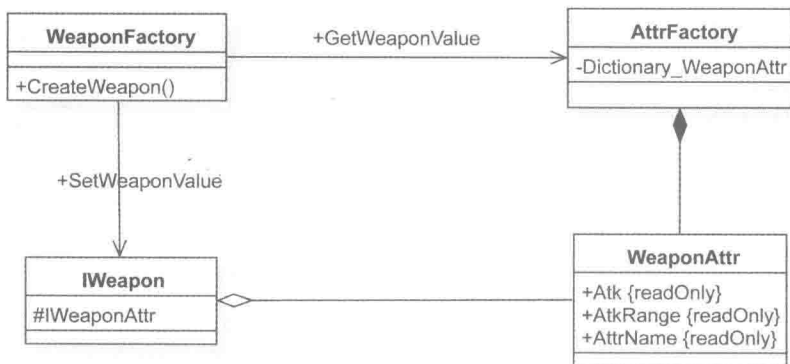 WeaponFactory
+CreateWeapon()
+GetWeaponValue
AttrFactory
-Dictionary_WeaponAttr
+SetWeaponValue
IWeapon
#IWeaponAttr
WeaponAttr
+Atk {readOnly}
+AtkRange {readOnly}
+AttrName {readOnly}